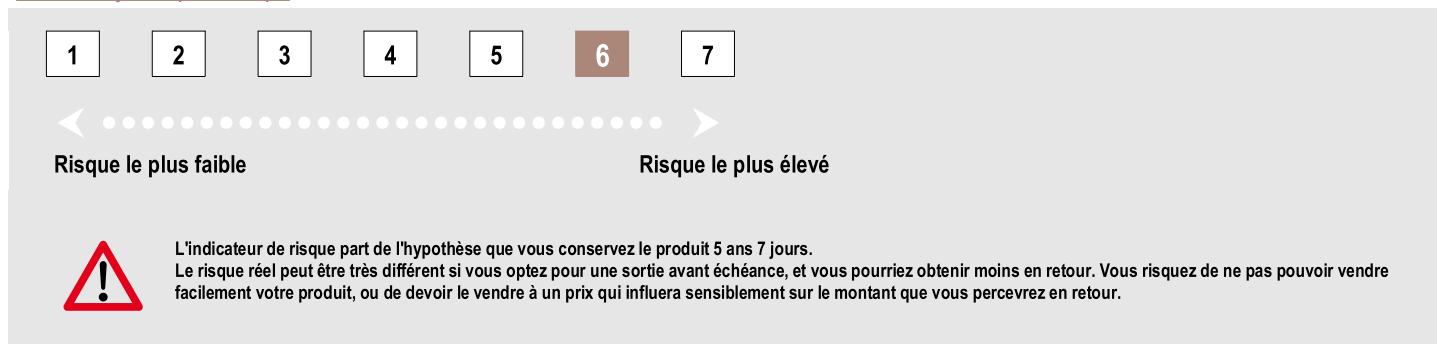 1 2 3 4 5 6 7
Risque le plus faible Risque le plus élevé
L'indicateur de risque part de l'hypothèse que vous conservez le produit 5 ans 7 jours.
Le risque réel peut être très différent si vous optez pour une sortie avant échéance, et vous pourriez obtenir moins en retour. Vous risquez de ne pas pouvoir vendre
facilement votre produit, ou de devoir le vendre à un prix qui influera sensiblement sur le montant que vous percevrez en retour.